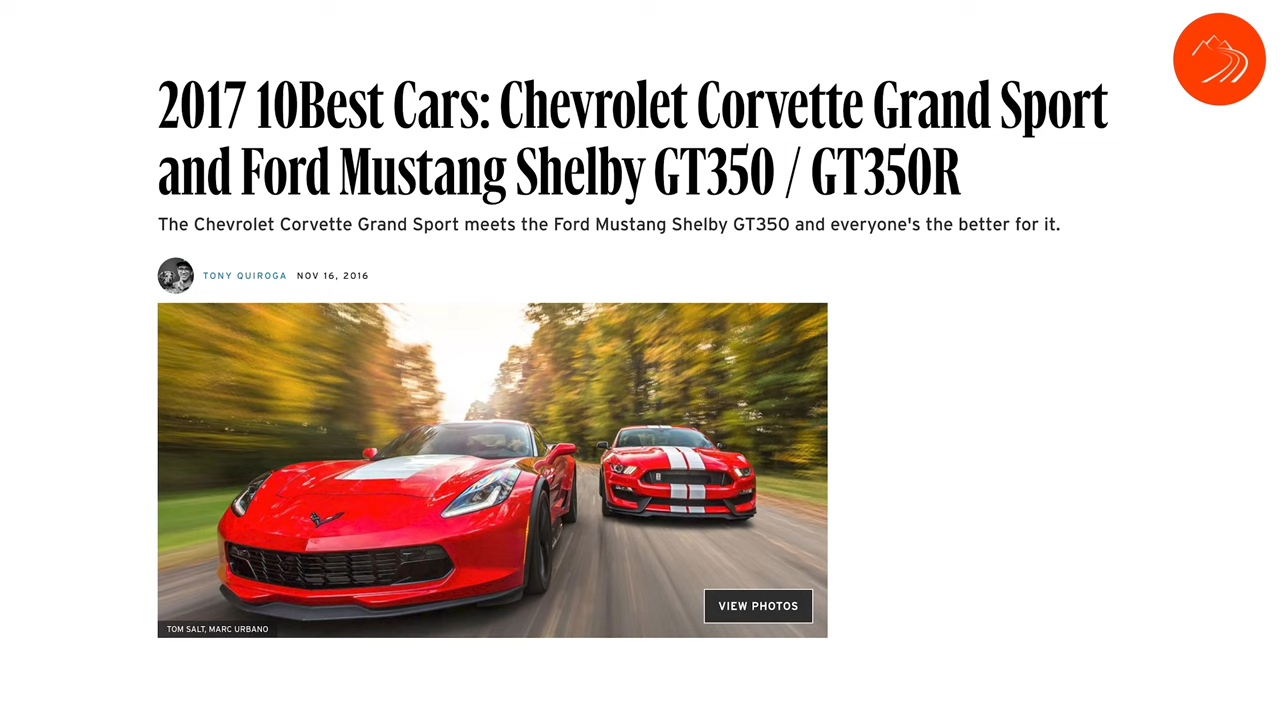 2017 10Best Cars: Chevrolet Corvette Grand Sport
and Ford Mustang Shelby GT350 / GT350R
The Chevrolet Corvette Grand Sport meets the Ford Mustang Shelby GT350 and everyone's the better for it.
TONY QUIROGA NOV 16, 2016
VIEW PHOTOS
TOM SALT, MARC URBANO